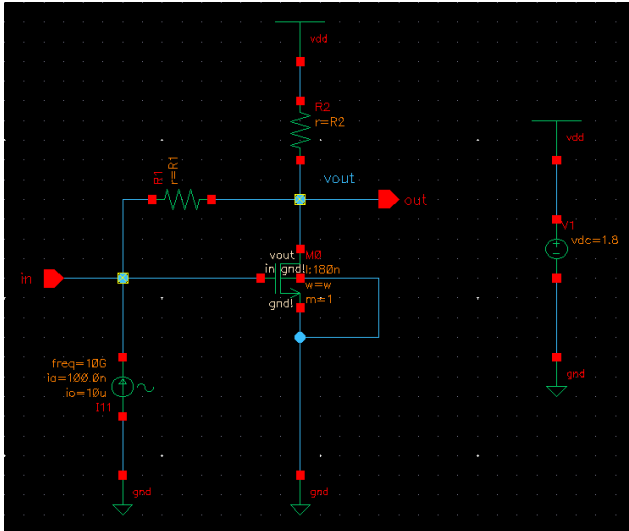 vdd
R2
r=R2
vdd
R1
r=R1
vout
out
V1
vdc=1.8
vout
M0
in
in
gnd!
l:180n
w=w
gnd!
m=1
freq=10G
ia=100.0n
io=10u
I11
gnd
gnd
gnd